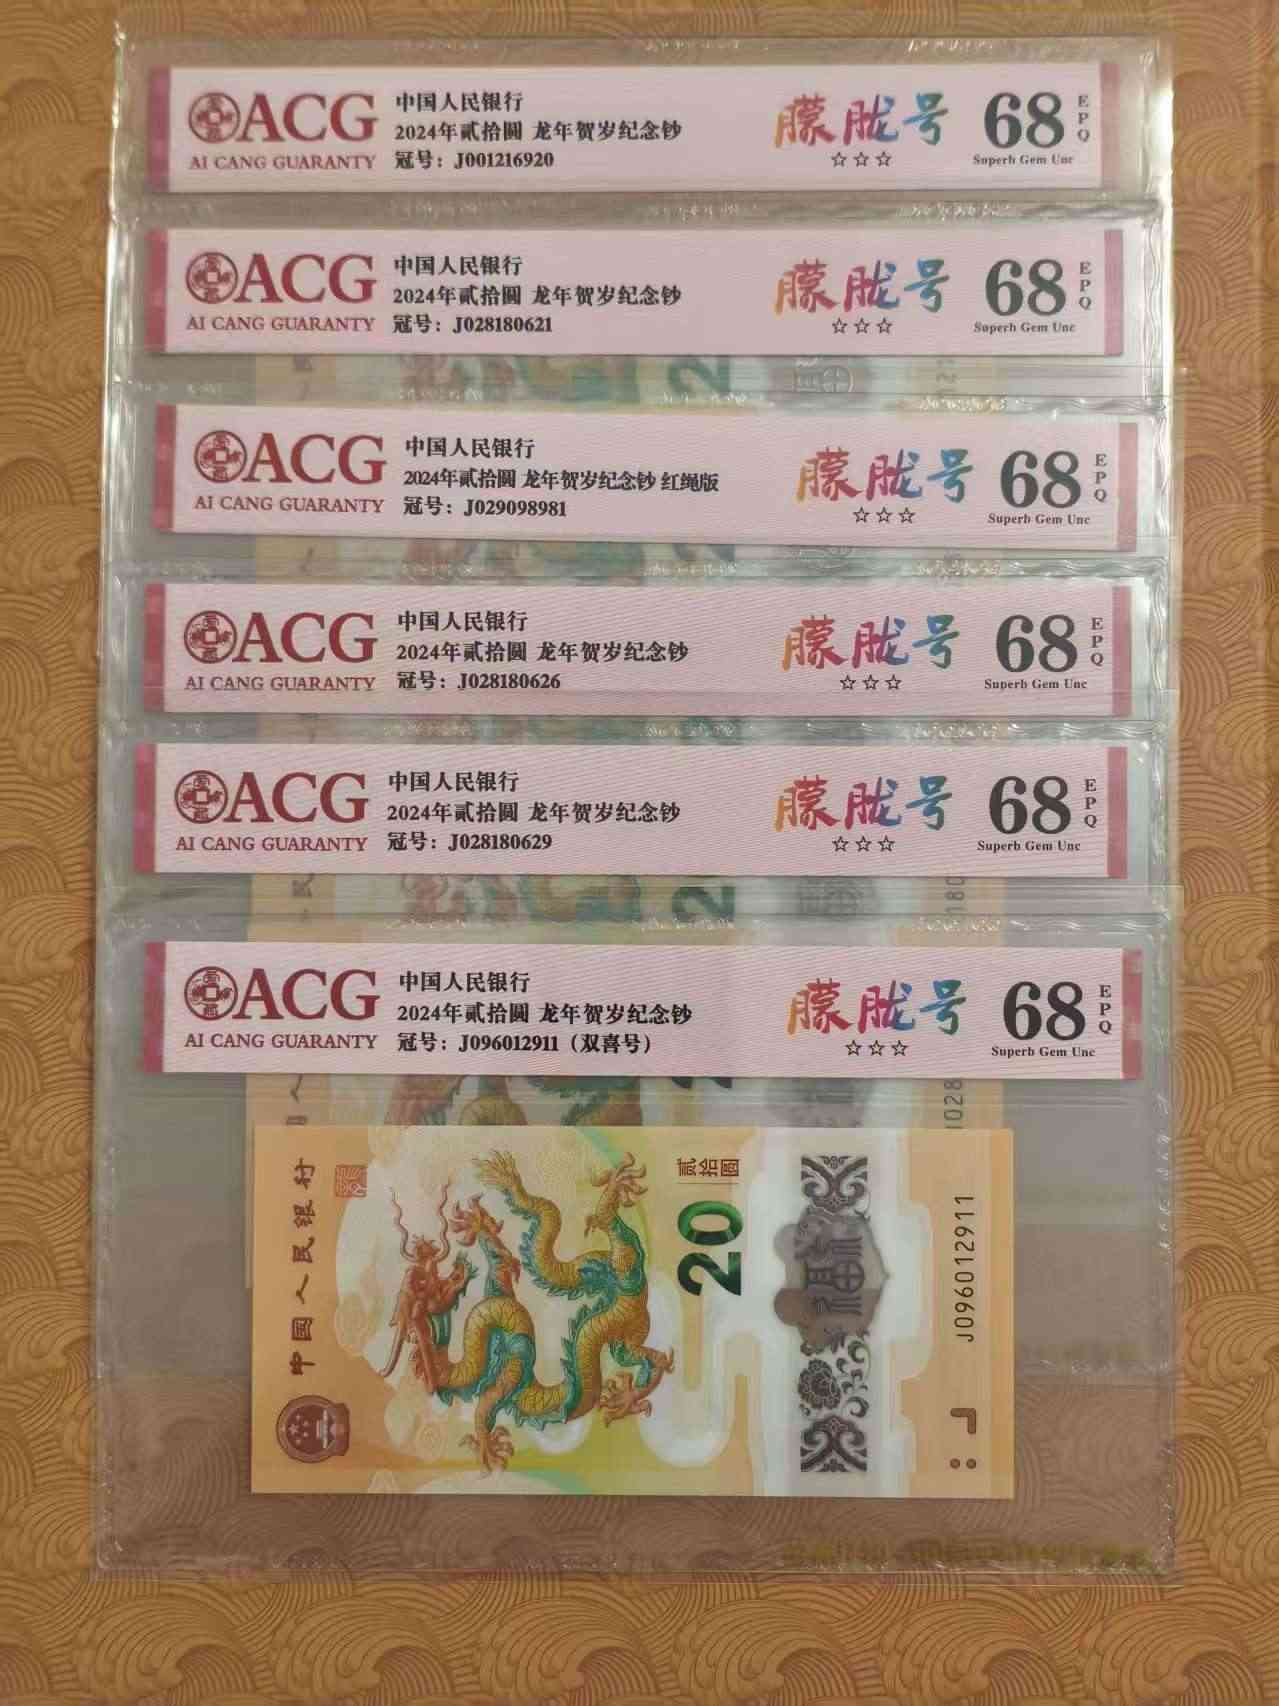 ACG
AI CANG GUARANTY
中国人民银行
2024年贰拾圆 龙年贺岁纪念钞
冠号：J001216920
朦胧号
☆☆☆
68
EPQ
Superb Gem Unc
ACG
AI CANG GUARANTY
中国人民银行
2024年贰拾圆 龙年贺岁纪念钞
冠号：J028180621
朦胧号
☆☆☆
68
EPQ
Superb Gem Unc
ACG
AI CANG GUARANTY
中国人民银行
2024年贰拾圆 龙年贺岁纪念钞 红绳版
冠号：J029098981
朦胧号
☆☆☆
68
EPQ
Superb Gem Unc
ACG
AI CANG GUARANTY
中国人民银行
2024年贰拾圆 龙年贺岁纪念钞
冠号：J028180626
朦胧号
☆☆☆
68
EPQ
Superb Gem Unc
ACG
AI CANG GUARANTY
中国人民银行
2024年贰拾圆 龙年贺岁纪念钞
冠号：J028180629
朦胧号
☆☆☆
68
EPQ
Superb Gem Unc
ACG
AI CANG GUARANTY
中国人民银行
2024年贰拾圆 龙年贺岁纪念钞
冠号：J096012911（双喜号）
朦胧号
☆☆☆
68
EPQ
Superb Gem Unc
中国人民银行
贰拾圆
20
J096012911